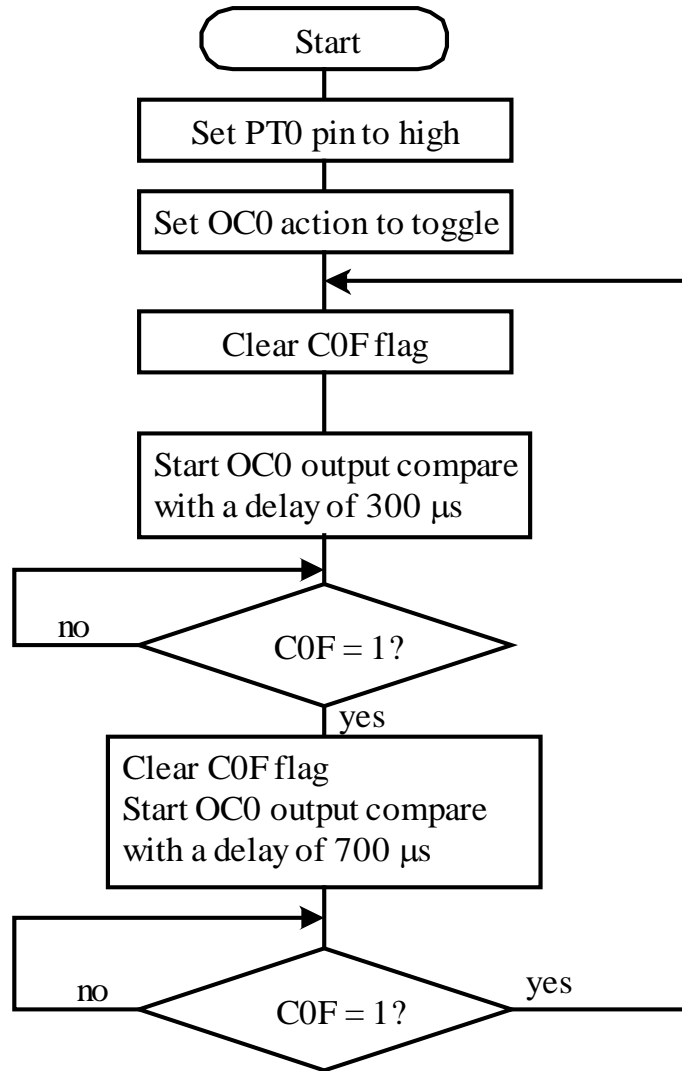 Start
Set PT0 pin to high
Set OC0 action to toggle
Clear C0F flag
Start OC0 output compare
with a delay of 300 μs
no
C0F = 1?
yes
Clear C0F flag
Start OC0 output compare
with a delay of 700 μs
no
yes
C0F = 1?